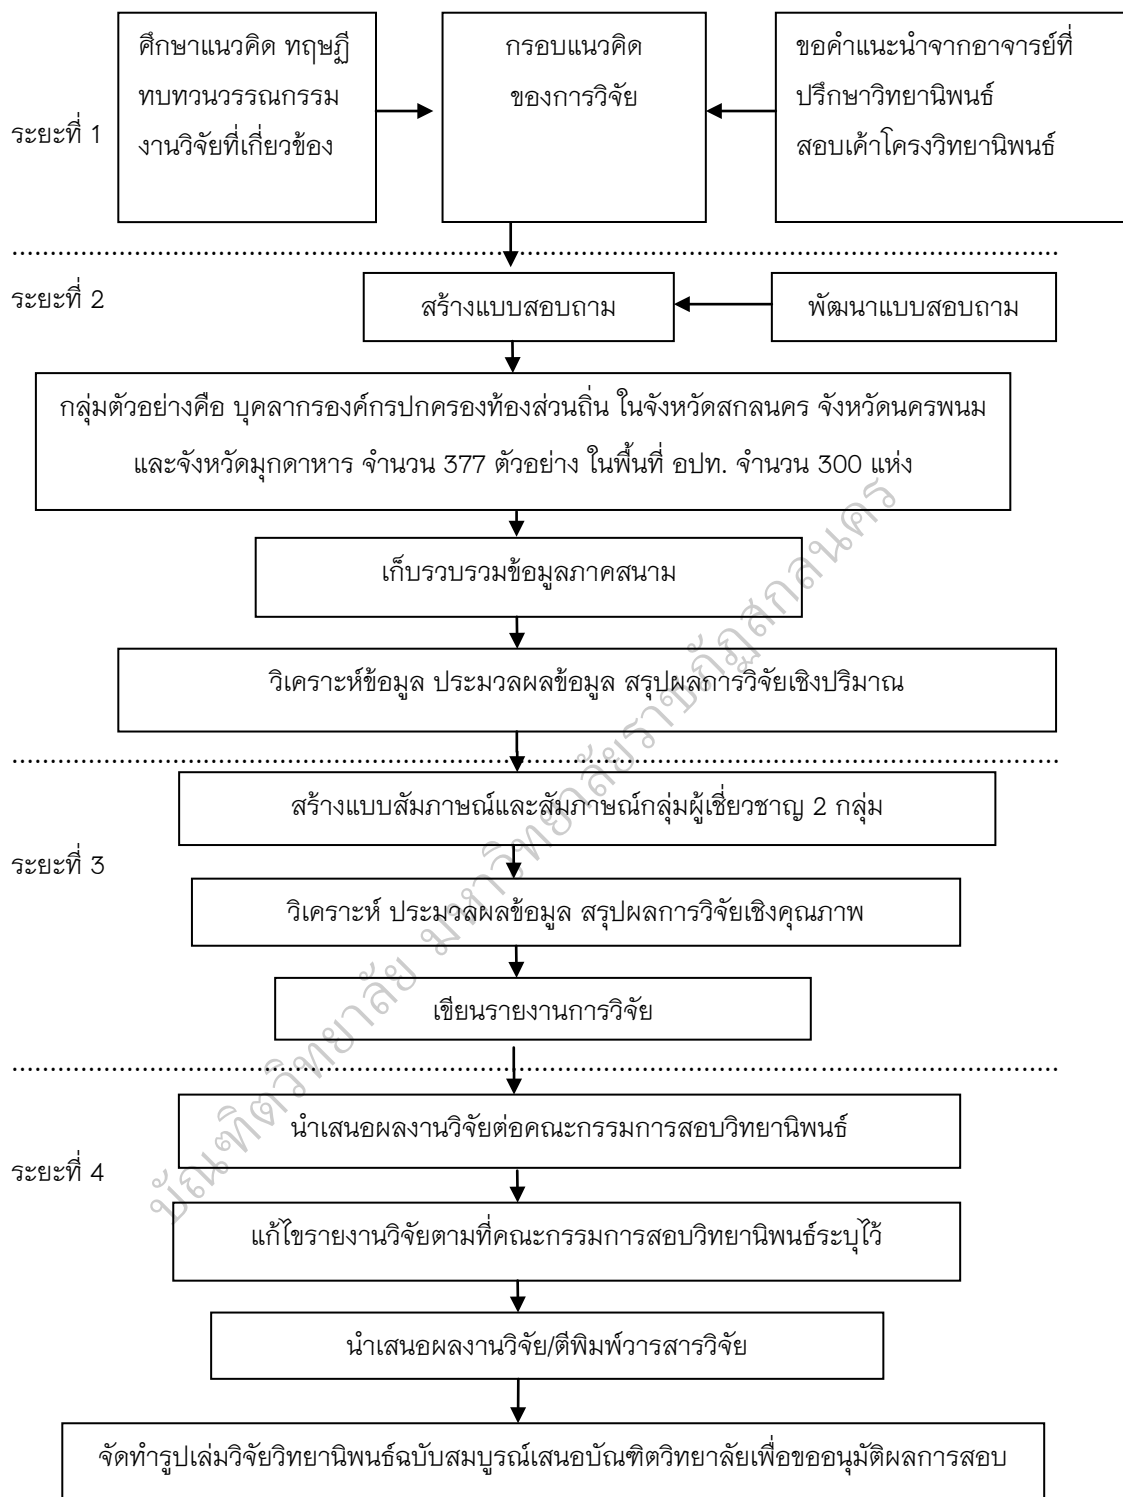 ระยะที่ 1
ศึกษาแนวคิด ทฤษฎี
ทบทวนวรรณกรรม
งานวิจัยที่เกี่ยวข้อง
กรอบแนวคิด
ของการวิจัย
ขอคำแนะนำจากอาจารย์ที่
ปรึกษาวิทยานิพนธ์
สอบเค้าโครงวิทยานิพนธ์
ระยะที่ 2
สร้างแบบสอบถาม
พัฒนาแบบสอบถาม
กลุ่มตัวอย่างคือ บุคลากรองค์กรปกครองท้องส่วนถิ่น ในจังหวัดสกลนคร จังหวัดนครพนม
และจังหวัดมุกดาหาร จำนวน 377 ตัวอย่าง ในพื้นที่ อปท. จำนวน 300 แห่ง
เก็บรวบรวมข้อมูลภาคสนาม
วิเคราะห์ข้อมูล ประมวลผลข้อมูล สรุปผลการวิจัยเชิงปริมาณ
สร้างแบบสัมภาษณ์และสัมภาษณ์กลุ่มผู้เชี่ยวชาญ 2 กลุ่ม
ระยะที่ 3
วิเคราะห์ ประมวลผลข้อมูล สรุปผลการวิจัยเชิงคุณภาพ
เขียนรายงานการวิจัย
นำเสนอผลงานวิจัยต่อคณะกรรมการสอบวิทยานิพนธ์
ระยะที่ 4
แก้ไขรายงานวิจัยตามที่คณะกรรมการสอบวิทยานิพนธ์ระบุไว้
นำเสนอผลงานวิจัย/ตีพิมพ์วารสารวิจัย
จัดทำรูปเล่มวิจัยวิทยานิพนธ์ฉบับสมบูรณ์เสนอบัณฑิตวิทยาลัยเพื่อขออนุมัติผลการสอบ
บัณฑิตวิทยาลัย มหาวิทยาลัยราชภัฏสกลนคร